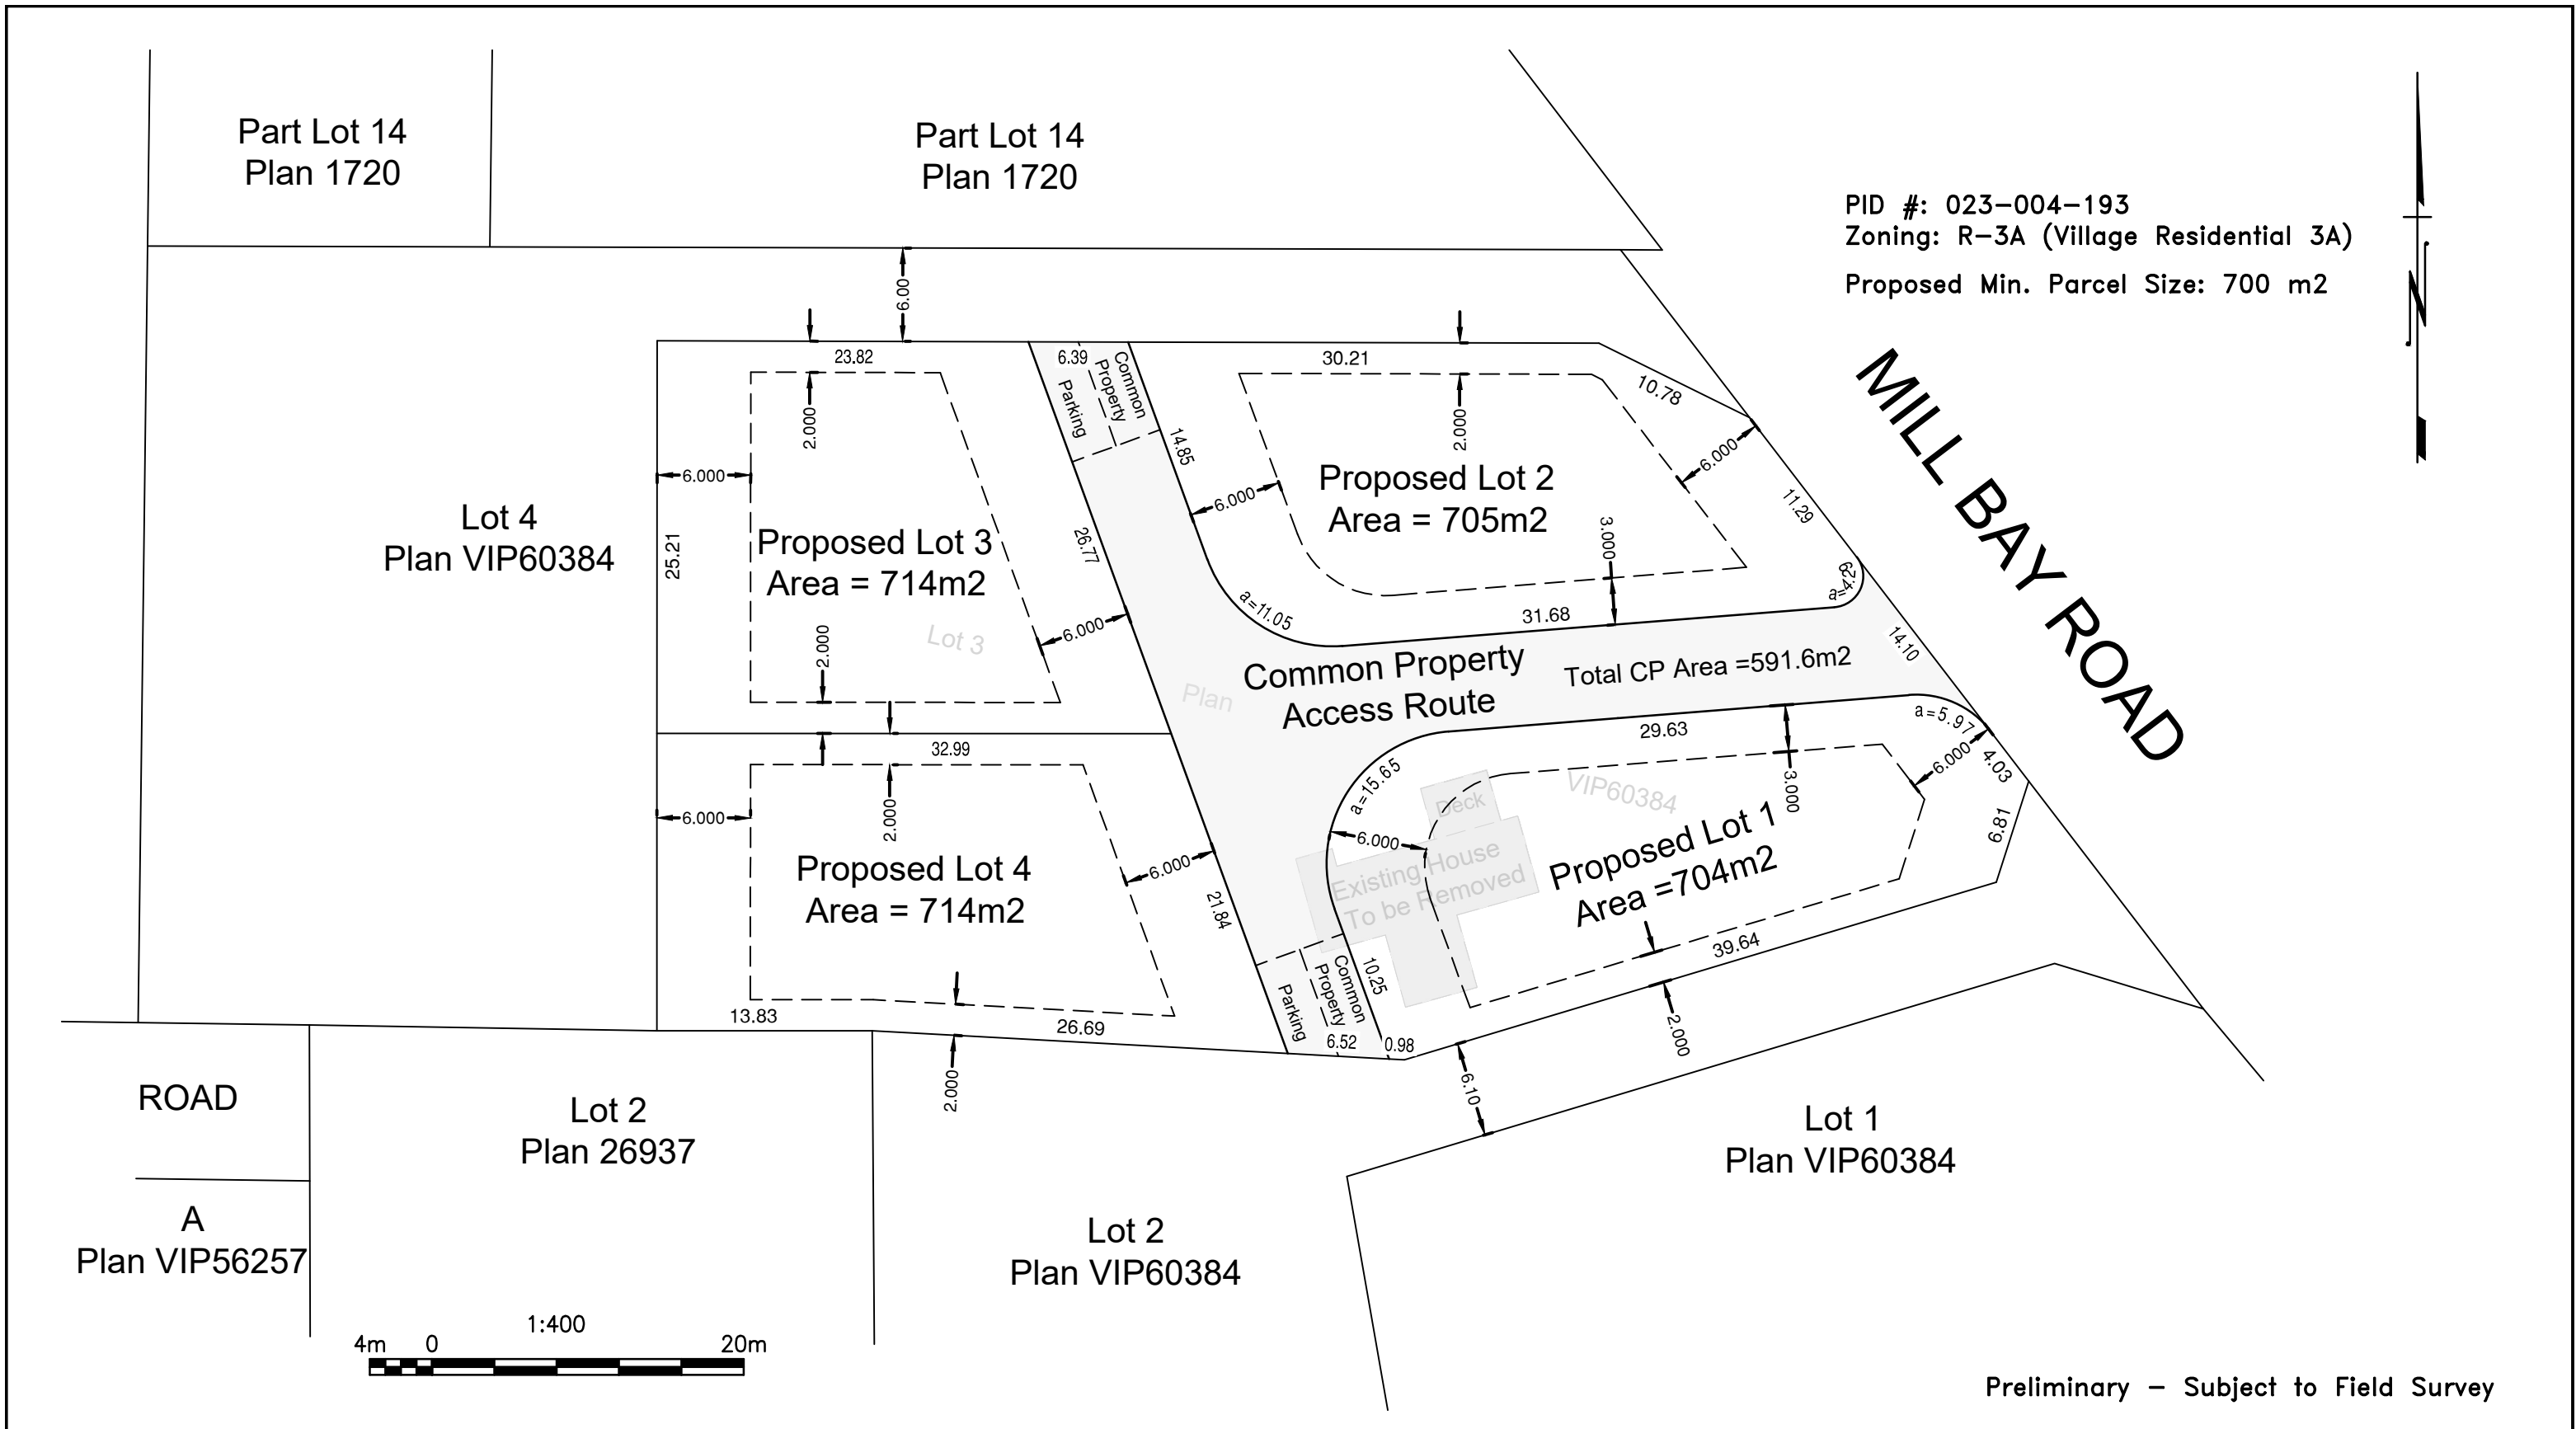 Part Lot 14
Plan 1720
Part Lot 14
Plan 1720
PID #: 023-004-193
Zoning: R-3A (Village Residential 3A)
Proposed Min. Parcel Size: 700 m2
N
MILL BAY ROAD
6.00
23.82
2.000
6.39
Parking
Common
Property
14.85
30.21
2.000
10.78
6.000
11.29
Lot 4
Plan VIP60384
6.000
25.21
Proposed Lot 3
Area = 714m2
Lot 3
2.000
26.77
6.000
6.000
Proposed Lot 2
Area = 705m2
3.000
a=11.05
31.68
a=4.29
14.10
Common Property
Access Route
Total CP Area =591.6m2
Plan
32.99
2.000
6.000
Proposed Lot 4
Area = 714m2
6.000
21.84
13.83
26.69
2.000
a=15.65
29.63
a=5.97
6.000
4.03
6.81
3.000
VIP60384
Deck
6.000
Existing House
To be Removed
Proposed Lot 1
Area =704m2
39.64
2.000
10.25
Parking
Common
Property
6.52
0.98
6.10
ROAD
A
Plan VIP56257
Lot 2
Plan 26937
Lot 2
Plan VIP60384
Lot 1
Plan VIP60384
1:400
4m 0 20m
Preliminary - Subject to Field Survey